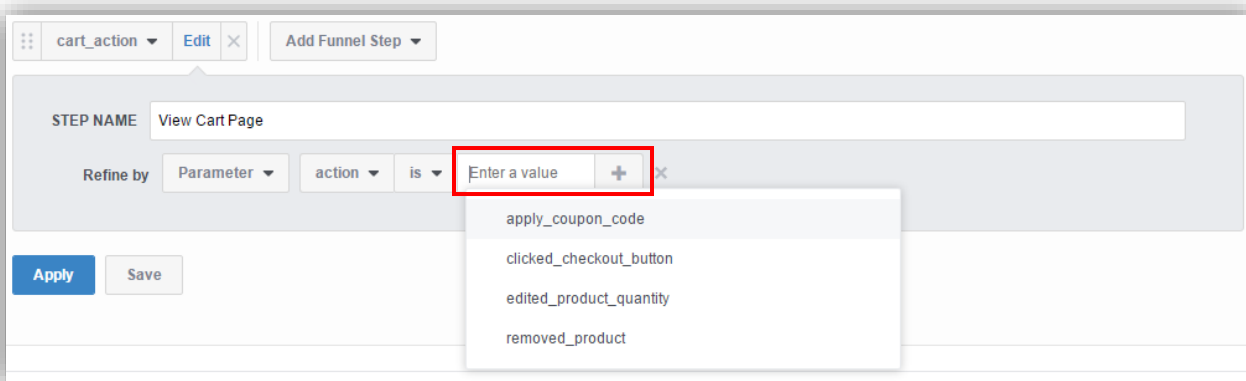 cart_action Edit Add Funnel Step
STEP NAME View Cart Page
Refine by Parameter action is Enter a value
apply_coupon_code
clicked_checkout_button
edited_product_quantity
removed_product
Apply Save